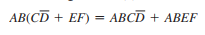 AB(CD̅ + EF) = ABCD̅ + ABEF